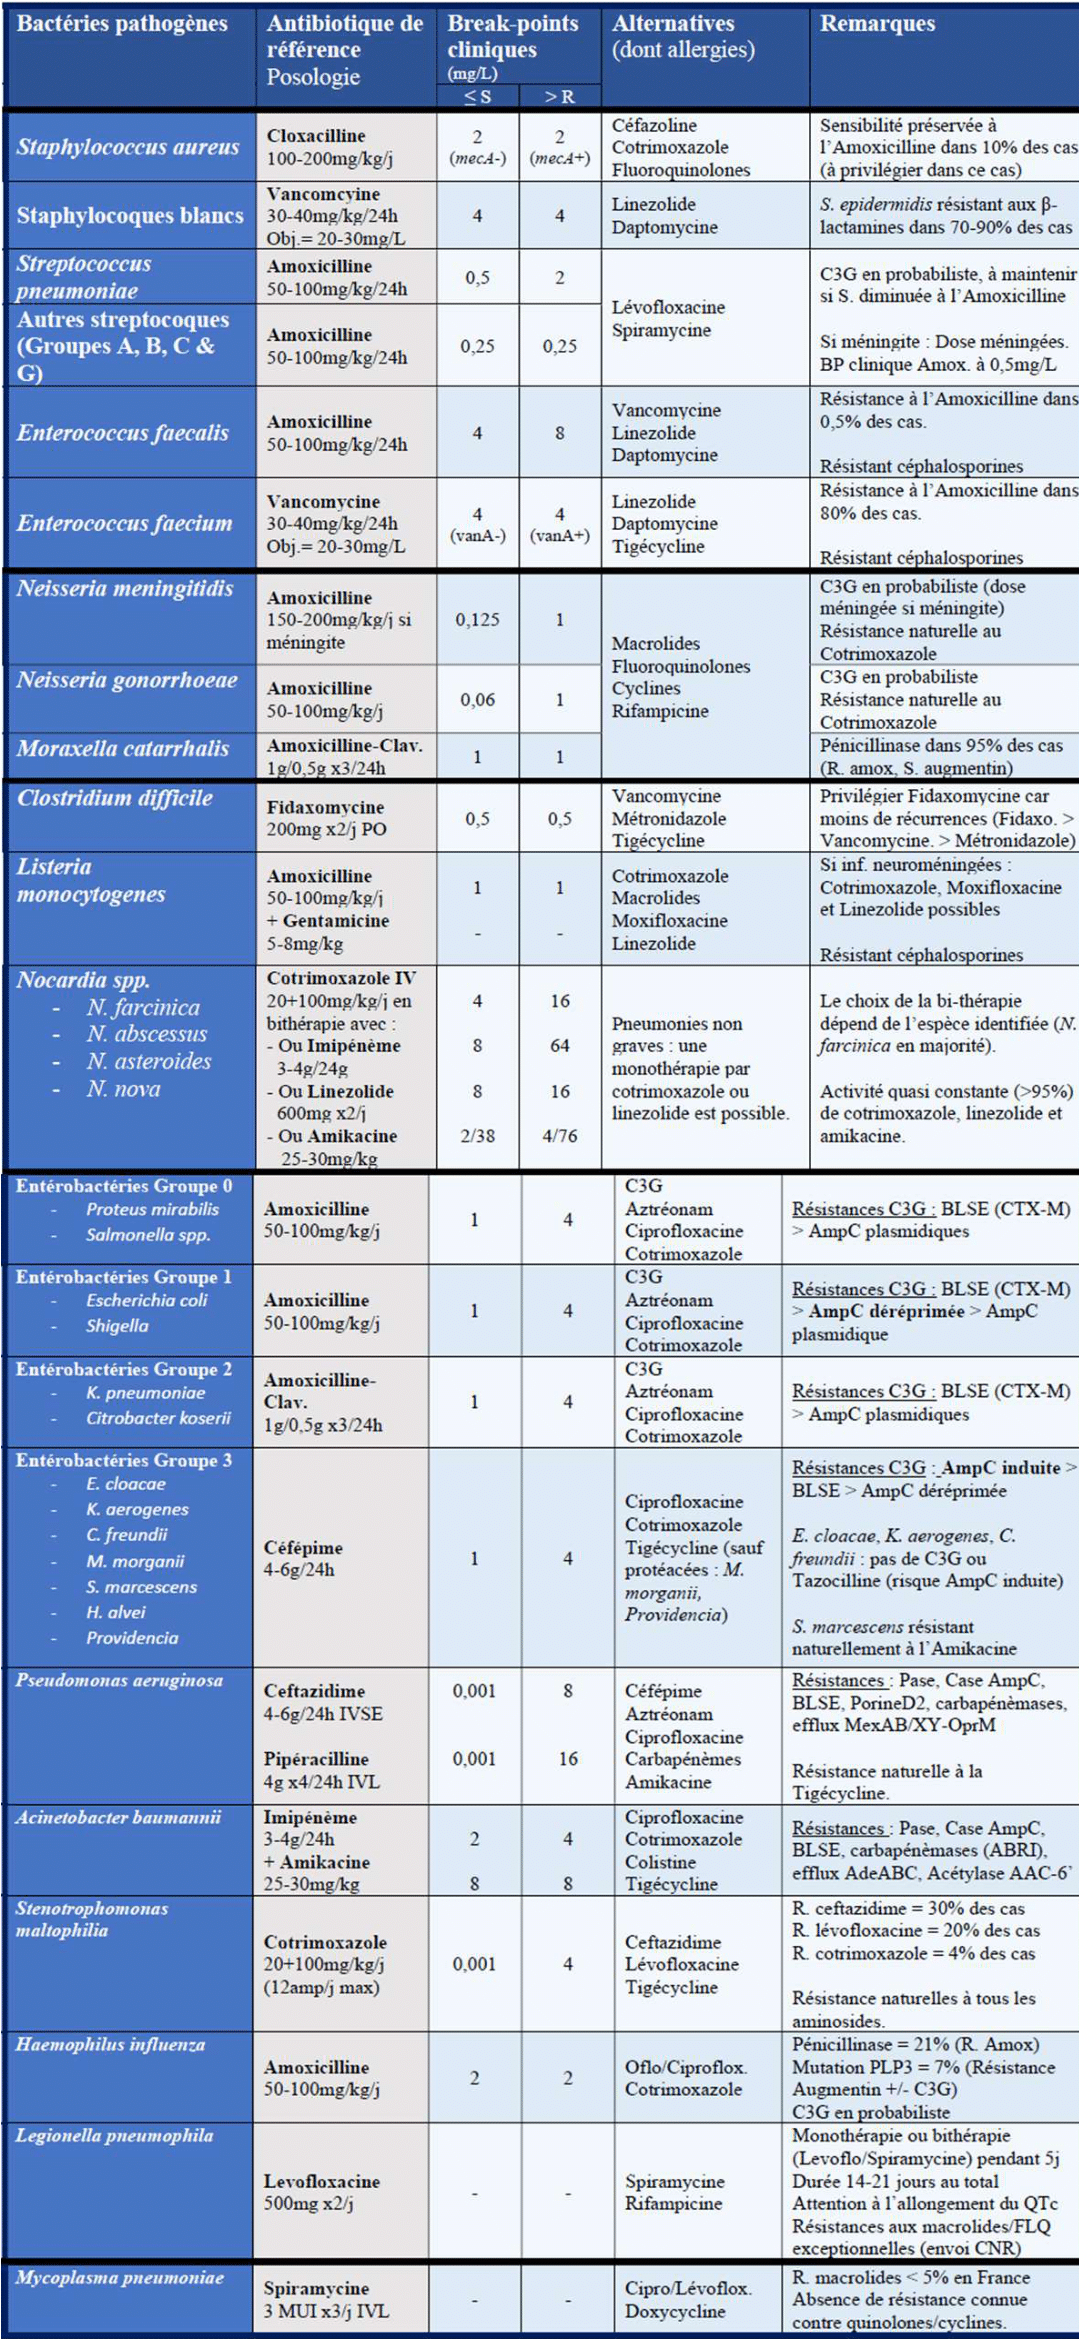 Bactéries pathogènes
Antibiotique de
référence
Posologie
Break-points
cliniques
(mg/L)
≤ S
> R
Alternatives
(dont allergies)
Remarques
Staphylococcus aureus
Cloxacilline
100-200mg/kg/j
2
(mecA-)
2
(mecA+)
Céfazoline
Cotrimoxazole
Fluoroquinolones
Sensibilité préservée à
l'Amoxicilline dans 10% des cas
(à privilégier dans ce cas)
Staphylocoques blancs
Vancomcyine
30-40mg/kg/24h
Obj.= 20-30mg/L
4
4
Linezolide
Daptomycine
S. epidermidis résistant aux β-
lactamines dans 70-90% des cas
Streptococcus
pneumoniae
Amoxicilline
50-100mg/kg/24h
0,5
2
Lévofloxacine
Spiramycine
C3G en probabiliste, à maintenir
si S. diminuée à l'Amoxicilline
Si méningite : Dose méningées.
BP clinique Amox. à 0,5mg/L
Autres streptocoques
(Groupes A, B, C &
G)
Amoxicilline
50-100mg/kg/24h
0,25
0,25
Enterococcus faecalis
Amoxicilline
50-100mg/kg/24h
4
8
Vancomycine
Linezolide
Daptomycine
Résistance à l'Amoxicilline dans
0,5% des cas.
Résistant céphalosporines
Enterococcus faecium
Vancomycine
30-40mg/kg/24h
Obj.= 20-30mg/L
4
(vanA-)
4
(vanA+)
Linezolide
Daptomycine
Tigécycline
Résistance à l'Amoxicilline dans
80% des cas.
Résistant céphalosporines
Neisseria meningitidis
Amoxicilline
150-200mg/kg/j si
méningite
0,125
1
Macrolides
Fluoroquinolones
Cyclines
Rifampicine
C3G en probabiliste (dose
méningée si méningite)
Résistance naturelle au
Cotrimoxazole
Neisseria gonorrhoeae
Amoxicilline
50-100mg/kg/j
0,06
1
C3G en probabiliste
Résistance naturelle au
Cotrimoxazole
Moraxella catarrhalis
Amoxicilline-Clav.
1g/0,5g x3/24h
1
1
Pénicillinase dans 95% des cas
(R. amox, S. augmentin)
Clostridium difficile
Fidaxomycine
200mg x2/j PO
0,5
0,5
Vancomycine
Métronidazole
Tigécycline
Privilégier Fidaxomycine car
moins de récurrences (Fidaxo. >
Vancomycine. > Métronidazole)
Listeria
monocytogenes
Amoxicilline
50-100mg/kg/j
+ Gentamicine
5-8mg/kg
1
1
-
-
Cotrimoxazole
Macrolides
Moxifloxacine
Linezolide
Si inf. neuroméningées :
Cotrimoxazole, Moxifloxacine
et Linezolide possibles
Résistant céphalosporines
Nocardia spp.
- N. farcinica
- N. abscessus
- N. asteroides
- N. nova
Cotrimoxazole IV
20+100mg/kg/j en
bithérapie avec :
- Ou Imipénème
3-4g/24g
- Ou Linezolide
600mg x2/j
- Ou Amikacine
25-30mg/kg
4
16
8
64
8
16
2/38
4/76
Pneumonies non
graves : une
monothérapie par
cotrimoxazole ou
linezolide est possible.
Le choix de la bi-thérapie
dépend de l'espèce identifiée (N.
farcinica en majorité).
Activité quasi constante (>95%)
de cotrimoxazole, linezolide et
amikacine.
Entérobactéries Groupe 0
- Proteus mirabilis
- Salmonella spp.
Amoxicilline
50-100mg/kg/j
1
4
C3G
Aztréonam
Ciprofloxacine
Cotrimoxazole
Résistances C3G : BLSE (CTX-M)
> AmpC plasmidiques
Entérobactéries Groupe 1
- Escherichia coli
- Shigella
Amoxicilline
50-100mg/kg/j
1
4
C3G
Aztréonam
Ciprofloxacine
Cotrimoxazole
Résistances C3G : BLSE (CTX-M)
> AmpC déréprimée > AmpC
plasmidique
Entérobactéries Groupe 2
- K. pneumoniae
- Citrobacter koserii
Amoxicilline-
Clav.
1g/0,5g x3/24h
1
4
C3G
Aztréonam
Ciprofloxacine
Cotrimoxazole
Résistances C3G : BLSE (CTX-M)
> AmpC plasmidiques
Entérobactéries Groupe 3
- E. cloacae
- K. aerogenes
- C. freundii
- M. morganii
- S. marcescens
- H. alvei
- Providencia
Céfépime
4-6g/24h
1
4
Ciprofloxacine
Cotrimoxazole
Tigécycline (sauf
protéacées : M.
morganii,
Providencia)
Résistances C3G : AmpC induite >
BLSE > AmpC déréprimée
E. cloacae, K. aerogenes, C.
freundii : pas de C3G ou
Tazocilline (risque AmpC induite)
S. marcescens résistant
naturellement à l'Amikacine
Pseudomonas aeruginosa
Ceftazidime
4-6g/24h IVSE
Pipéracilline
4g x4/24h IVL
0,001
8
0,001
16
Céfépime
Aztréonam
Ciprofloxacine
Carbapénèmes
Amikacine
Résistances : Pase, Case AmpC,
BLSE, PorineD2, carbapénèmases,
efflux MexAB/XY-OprM
Résistance naturelle à la
Tigécycline.
Acinetobacter baumannii
Imipénème
3-4g/24h
+ Amikacine
25-30mg/kg
2
4
8
8
Ciprofloxacine
Cotrimoxazole
Colistine
Tigécycline
Résistances : Pase, Case AmpC,
BLSE, carbapénèmases (ABRI),
efflux AdeABC, Acétylase AAC-6'
Stenotrophomonas
maltophilia
Cotrimoxazole
20+100mg/kg/j
(12amp/j max)
0,001
4
Ceftazidime
Lévofloxacine
Tigécycline
R. ceftazidime = 30% des cas
R. lévofloxacine = 20% des cas
R. cotrimoxazole = 4% des cas
Résistance naturelles à tous les
aminosides.
Haemophilus influenza
Amoxicilline
50-100mg/kg/j
2
2
Oflo/Ciproflox.
Cotrimoxazole
Pénicillinase = 21% (R. Amox)
Mutation PLP3 = 7% (Résistance
Augmentin +/- C3G)
C3G en probabiliste
Legionella pneumophila
Levofloxacine
500mg x2/j
-
-
Spiramycine
Rifampicine
Monothérapie ou bithérapie
(Levoflo/Spiramycine) pendant 5j
Durée 14-21 jours au total
Attention à l'allongement du QTc
Résistances aux macrolides/FLQ
exceptionnelles (envoi CNR)
Mycoplasma pneumoniae
Spiramycine
3 MUI x3/j IVL
-
-
Cipro/Lévoflox.
Doxycycline
R. macrolides < 5% en France
Absence de résistance connue
contre quinolones/cyclines.